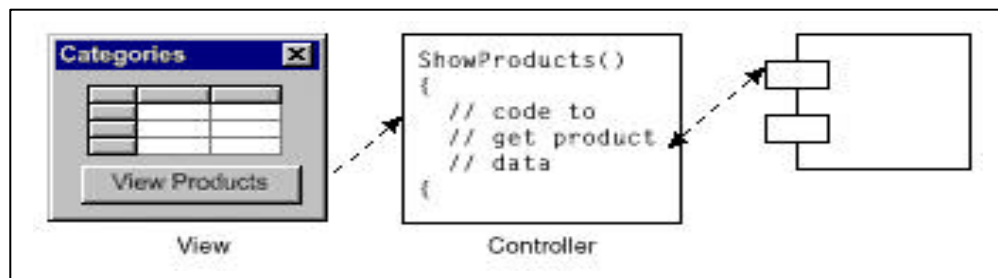 Categories
View Products
View
ShowProducts()
{
// code to
// get product
// data
{
Controller